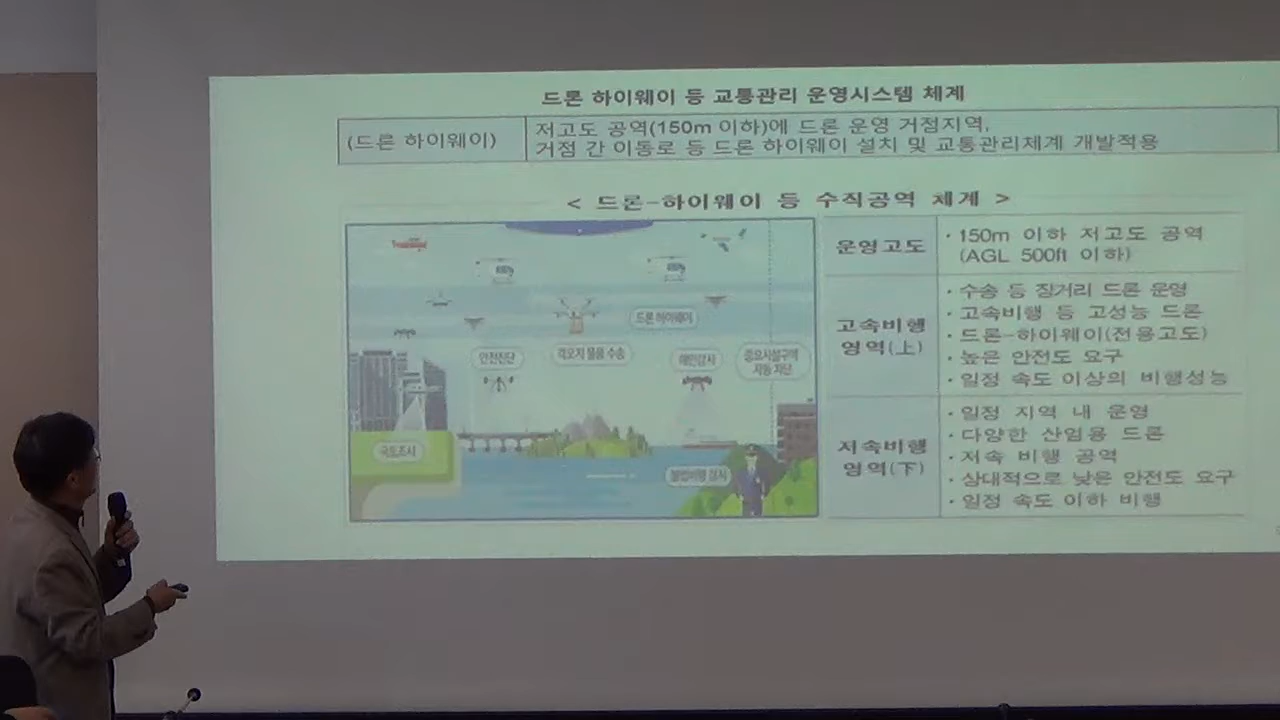 드론 하이웨이 등 교통관리 운영시스템 체계
(드론 하이웨이)
저고도 공역(150m 이하)에 드론 운영 거점지역,
거점 간 이동로 등 드론 하이웨이 설치 및 교통관리체계 개발적용
< 드론-하이웨이 등 수직공역 체계 >
드론 하이웨이
안전진단
격오지 물품 수송
해안감시
중요시설구역
자동 차단
국토조사
불법비행 감시
운영고도
· 150m 이하 저고도 공역
(AGL 500ft 이하)
고속비행
영역(上)
· 수송 등 장거리 드론 운영
· 고속비행 등 고성능 드론
· 드론-하이웨이(전용고도)
· 높은 안전도 요구
· 일정 속도 이상의 비행성능
저속비행
영역(下)
· 일정 지역 내 운영
· 다양한 산업용 드론
· 저속 비행 공역
· 상대적으로 낮은 안전도 요구
· 일정 속도 이하 비행